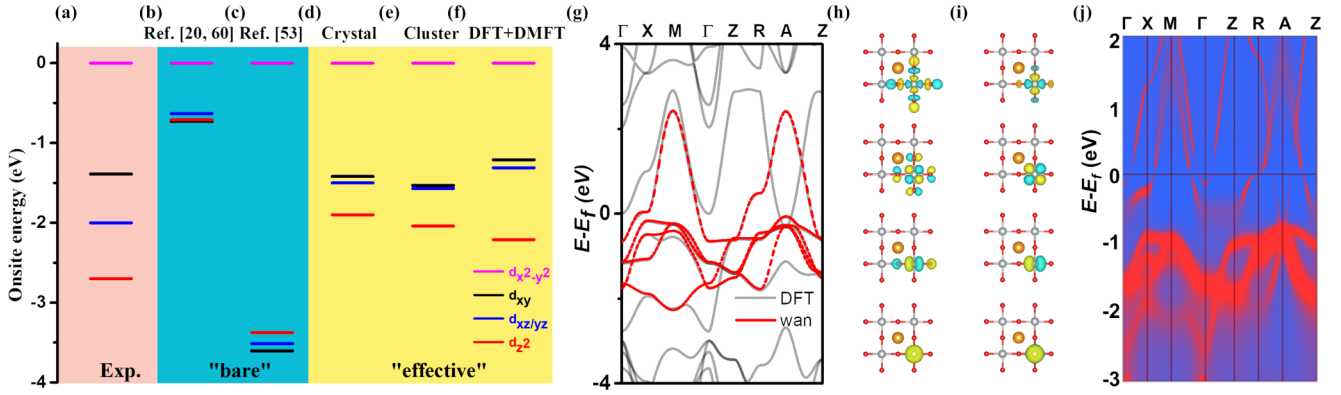 (a) (b) (c) (d) (e) (f) (g) (h) (i) (j)
Ref. [20, 60] Ref. [53] Crystal Cluster DFT+DMFT
Γ X M Γ Z R A Z
Γ X M Γ Z R A Z
Onsite energy (eV)
0
-1
-2
-3
-4
dx2-y2
dxy
dxz/yz
dz2
Exp. "bare" "effective"
E-Ef (eV)
4
0
-4
DFT
wan
E-Ef (eV)
2
1
0
-1
-2
-3